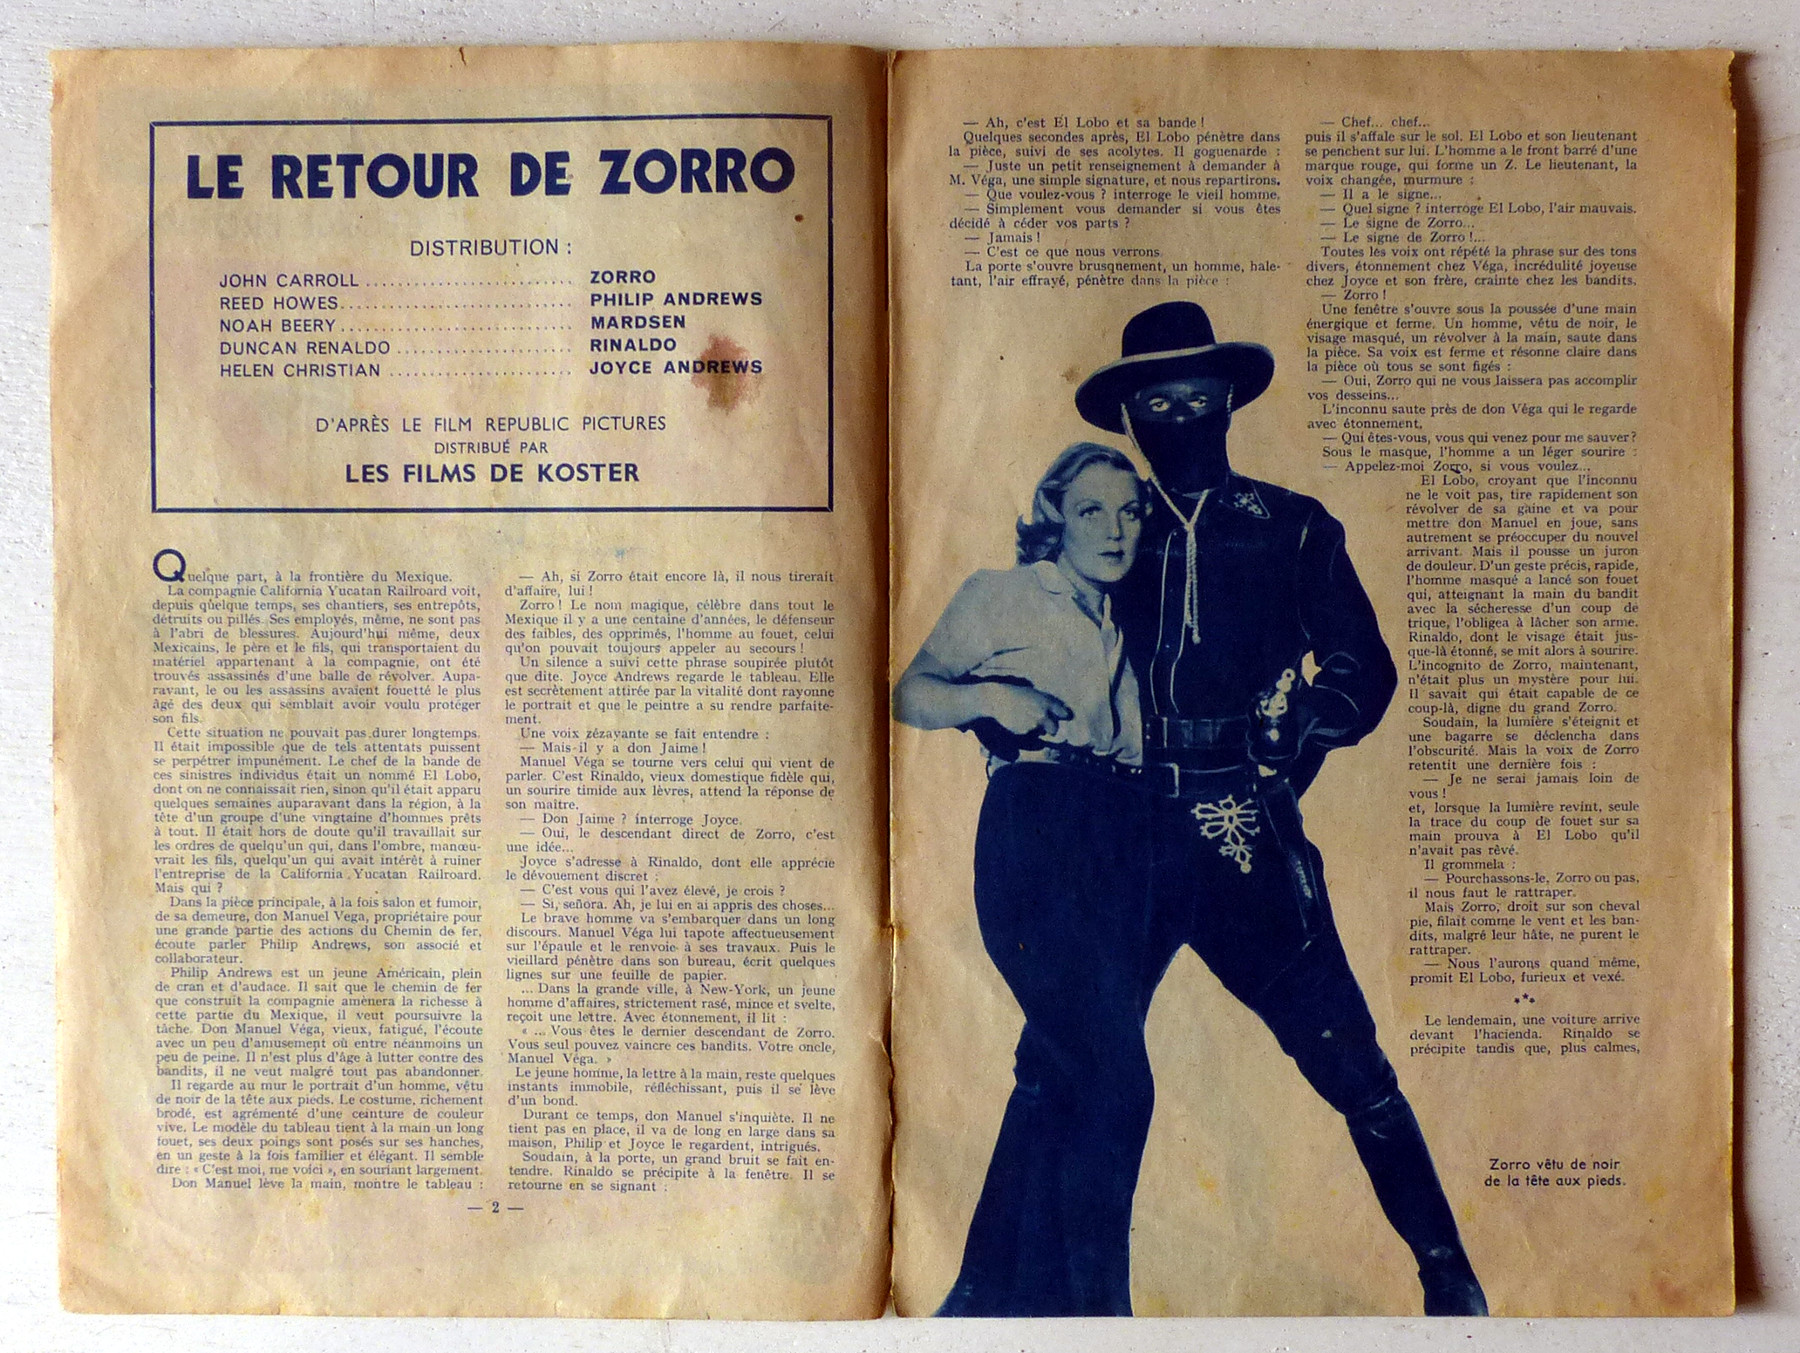 LE RETOUR DE ZORRO
DISTRIBUTION :
JOHN CARROLL .......................... ZORRO
REED HOWES............................. PHILIP ANDREWS
NOAH BEERY............................. MARDSEN
DUNCAN RENALDO ...................... RINALDO
HELEN CHRISTIAN ....................... JOYCE ANDREWS
D'APRÈS LE FILM REPUBLIC PICTURES
DISTRIBUÉ PAR
LES FILMS DE KOSTER
Quelque part, à la frontière du Mexique.
La compagnie California Yucatan Railroard voit,
depuis quelque temps, ses chantiers, ses entrepôts,
détruits ou pillés. Ses employés, même, ne sont pas
à l'abri de blessures. Aujourd'hui même, deux
Mexicains, le père et le fils, qui transportaient du
matériel appartenant à la compagnie, ont été
trouvés assassinés d'une balle de révolver. Aupa-
ravant, le ou les assassins avaient fouetté le plus
âgé des deux qui semblait avoir voulu protéger
son fils.
Cette situation ne pouvait pas durer longtemps.
Il était impossible que de tels attentats puissent
se perpétrer impunément. Le chef de la bande de
ces sinistres individus était un nommé El Lobo,
dont on ne connaissait rien, sinon qu'il était apparu
quelques semaines auparavant dans la région, à la
tête d'un groupe d'une vingtaine d'hommes prêts
à tout. Il était hors de doute qu'il travaillait sur
les ordres de quelqu'un qui, dans l'ombre, manœu-
vrait les fils, quelqu'un qui avait intérêt à ruiner
l'entreprise de la California Yucatan Railroard.
Mais qui ?
Dans la pièce principale, à la fois salon et fumoir,
de sa demeure, don Manuel Vega, propriétaire pour
une grande partie des actions du Chemin de fer,
écoute parler Philip Andrews, son associé et
collaborateur.
Philip Andrews est un jeune Américain, plein
de cran et d'audace. Il sait que le chemin de fer
que construit la compagnie amènera la richesse à
cette partie du Mexique, il veut poursuivre la
tâche. Don Manuel Véga, vieux, fatigué, l'écoute
avec un peu d'amusement où entre néanmoins un
peu de peine. Il n'est plus d'âge à lutter contre des
bandits, il ne veut malgré tout pas abandonner.
Il regarde au mur le portrait d'un homme, vêtu
de noir de la tête aux pieds. Le costume, richement
brodé, est agrémenté d'une ceinture de couleur
vive. Le modèle du tableau tient à la main un long
fouet, ses deux poings sont posés sur ses hanches,
en un geste à la fois familier et élégant. Il semble
dire : « C'est moi, me voici », en souriant largement.
Don Manuel lève la main, montre le tableau :
— Ah, si Zorro était encore là, il nous tirerait
d'affaire, lui !
Zorro ! Le nom magique, célèbre dans tout le
Mexique il y a une centaine d'années, le défenseur
des faibles, des opprimés, l'homme au fouet, celui
qu'on pouvait toujours appeler au secours !
Un silence a suivi cette phrase soupirée plutôt
que dite. Joyce Andrews regarde le tableau. Elle
est secrètement attirée par la vitalité dont rayonne
le portrait et que le peintre a su rendre parfaite-
ment.
Une voix zézayante se fait entendre :
— Mais il y a don Jaime !
Manuel Véga se tourne vers celui qui vient de
parler. C'est Rinaldo, vieux domestique fidèle qui,
un sourire timide aux lèvres, attend la réponse de
son maître.
— Don Jaime ? interroge Joyce.
— Oui, le descendant direct de Zorro, c'est
une idée...
Joyce s'adresse à Rinaldo, dont elle apprécie
le dévouement discret :
— C'est vous qui l'avez élevé, je crois ?
— Si, señora. Ah, je lui en ai appris des choses...
Le brave homme va s'embarquer dans un long
discours. Manuel Véga lui tapote affectueusement
sur l'épaule et le renvoie à ses travaux. Puis le
vieillard pénètre dans son bureau, écrit quelques
lignes sur une feuille de papier.
... Dans la grande ville, à New-York, un jeune
homme d'affaires, strictement rasé, mince et svelte,
reçoit une lettre. Avec étonnement, il lit :
« ... Vous êtes le dernier descendant de Zorro.
Vous seul pouvez vaincre ces bandits. Votre oncle,
Manuel Véga. »
Le jeune homme, la lettre à la main, reste quelques
instants immobile, réfléchissant, puis il se lève
d'un bond.
Durant ce temps, don Manuel s'inquiète. Il ne
tient pas en place, il va de long en large dans sa
maison, Philip et Joyce le regardent, intrigués.
Soudain, à la porte, un grand bruit se fait en-
tendre. Rinaldo se précipite à la fenêtre. Il se
retourne en se signant :
— 2 —
— Ah, c'est El Lobo et sa bande !
Quelques secondes après, El Lobo pénètre dans
la pièce, suivi de ses acolytes. Il goguenarde :
— Juste un petit renseignement à demander à
M. Véga, une simple signature, et nous repartirons.
— Que voulez-vous ? interroge le vieil homme.
— Simplement vous demander si vous êtes
décidé à céder vos parts ?
— Jamais !
— C'est ce que nous verrons.
La porte s'ouvre brusquement, un homme, hale-
tant, l'air effrayé, pénètre dans la pièce :
— Chef... chef...
puis il s'affale sur le sol. El Lobo et son lieutenant
se penchent sur lui. L'homme a le front barré d'une
marque rouge, qui forme un Z. Le lieutenant, la
voix changée, murmure :
— Il a le signe...
— Quel signe ? interroge El Lobo, l'air mauvais.
— Le signe de Zorro...
— Le signe de Zorro !...
Toutes les voix ont répété la phrase sur des tons
divers, étonnement chez Véga, incrédulité joyeuse
chez Joyce et son frère, crainte chez les bandits.
— Zorro !
Une fenêtre s'ouvre sous la poussée d'une main
énergique et ferme. Un homme, vêtu de noir, le
visage masqué, un révolver à la main, saute dans
la pièce. Sa voix est ferme et résonne claire dans
la pièce où tous se sont figés :
— Oui, Zorro qui ne vous laissera pas accomplir
vos desseins...
L'inconnu saute près de don Véga qui le regarde
avec étonnement,
— Qui êtes-vous, vous qui venez pour me sauver?
Sous le masque, l'homme a un léger sourire :
— Appelez-moi Zorro, si vous voulez...
El Lobo, croyant que l'inconnu
ne le voit pas, tire rapidement son
révolver de sa gaine et va pour
mettre don Manuel en joue, sans
autrement se préoccuper du nouvel
arrivant. Mais il pousse un juron
de douleur. D'un geste précis, rapide,
l'homme masqué a lancé son fouet
qui, atteignant la main du bandit
avec la sécheresse d'un coup de
trique, l'obligea à lâcher son arme.
Rinaldo, dont le visage était jus-
que-là étonné, se mit alors à sourire.
L'incognito de Zorro, maintenant,
n'était plus un mystère pour lui.
Il savait qui était capable de ce
coup-là, digne du grand Zorro.
Soudain, la lumière s'éteignit et
une bagarre se déclencha dans
l'obscurité. Mais la voix de Zorro
retentit une dernière fois :
— Je ne serai jamais loin de
vous !
et, lorsque la lumière revint, seule
la trace du coup de fouet sur sa
main prouva à El Lobo qu'il
n'avait pas rêvé.
Il grommela :
— Pourchassons-le, Zorro ou pas,
il nous faut le rattraper.
Mais Zorro, droit sur son cheval
pie, filait comme le vent et les ban-
dits, malgré leur hâte, ne purent le
rattraper.
— Nous l'aurons quand même,
promit El Lobo, furieux et vexé.
***
Le lendemain, une voiture arrive
devant l'hacienda. Rinaldo se
précipite tandis que, plus calmes,
Zorro vêtu de noir
de la tête aux pieds.